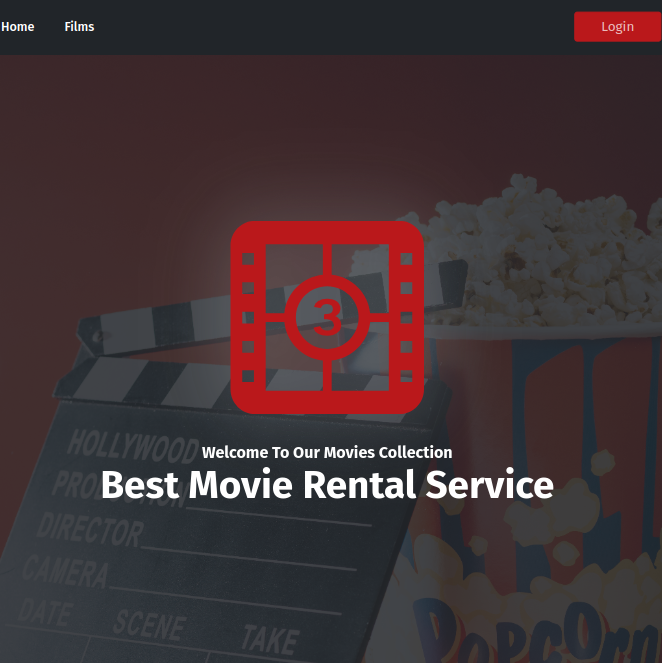 Home Films Login
3
Welcome To Our Movies Collection
Best Movie Rental Service
HOLLYWOOD
PRODUCTION
DIRECTOR
CAMERA
DATE SCENE TAKE
POPCORN